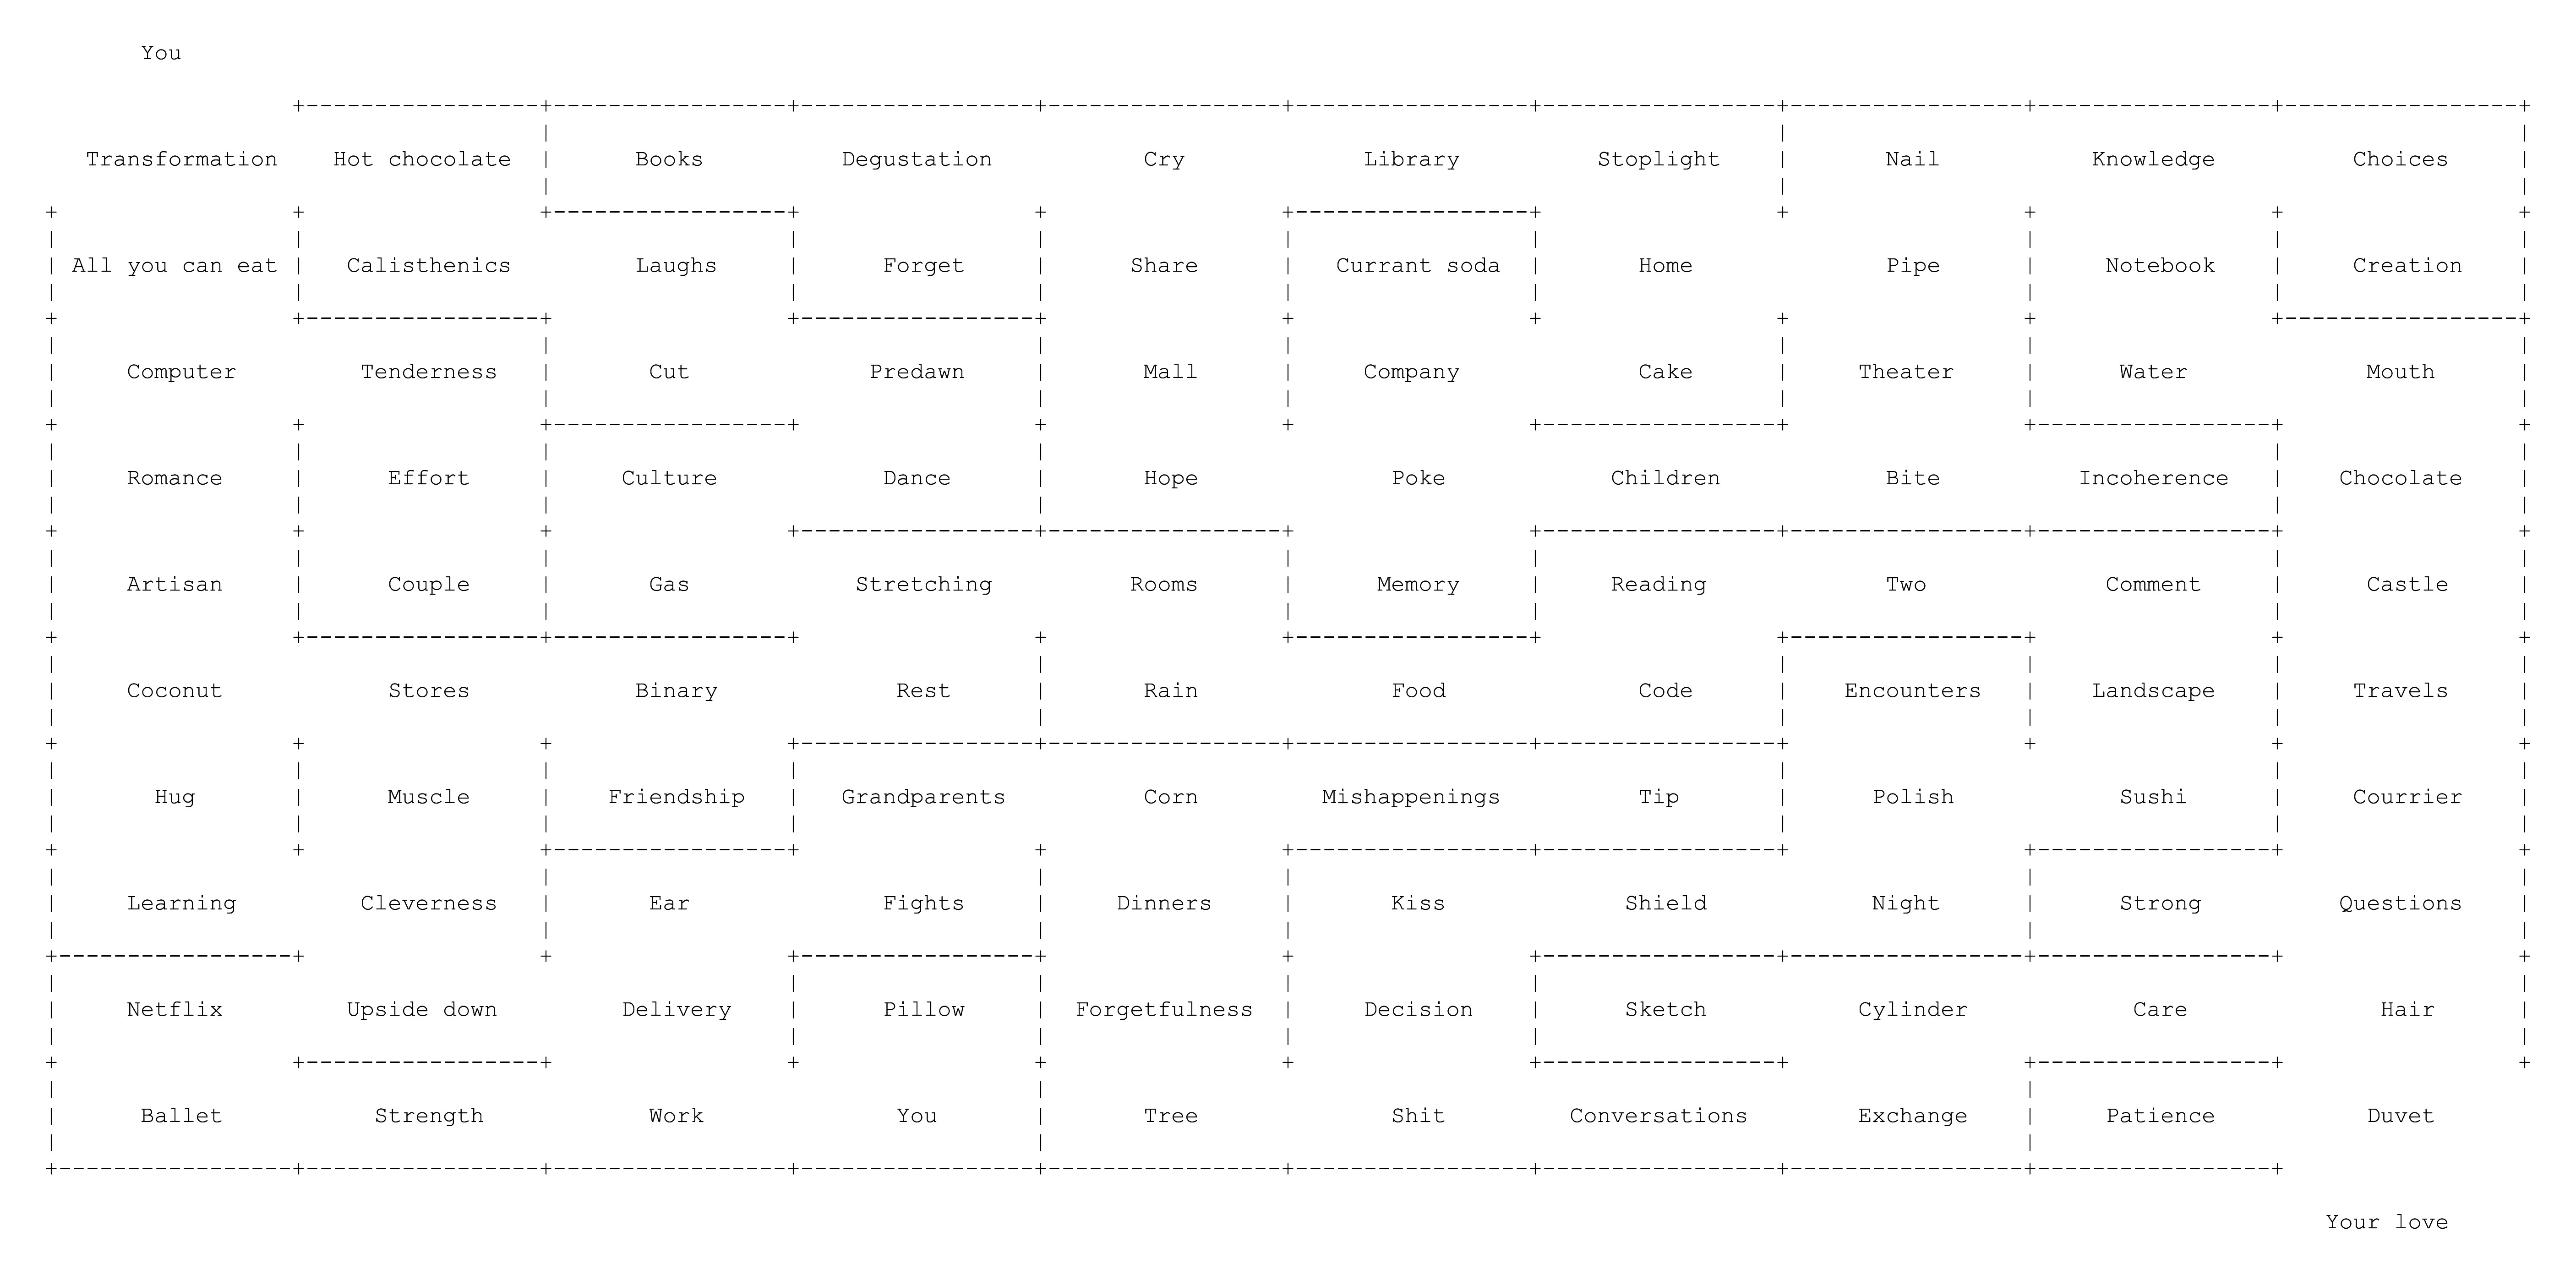 You
Transformation Hot chocolate Books Degustation Cry Library Stoplight Nail Knowledge Choices
All you can eat Calisthenics Laughs Forget Share Currant soda Home Pipe Notebook Creation
Computer Tenderness Cut Predawn Mall Company Cake Theater Water Mouth
Romance Effort Culture Dance Hope Poke Children Bite Incoherence Chocolate
Artisan Couple Gas Stretching Rooms Memory Reading Two Comment Castle
Coconut Stores Binary Rest Rain Food Code Encounters Landscape Travels
Hug Muscle Friendship Grandparents Corn Mishappenings Tip Polish Sushi Courrier
Learning Cleverness Ear Fights Dinners Kiss Shield Night Strong Questions
Netflix Upside down Delivery Pillow Forgetfulness Decision Sketch Cylinder Care Hair
Ballet Strength Work You Tree Shit Conversations Exchange Patience Duvet
Your love